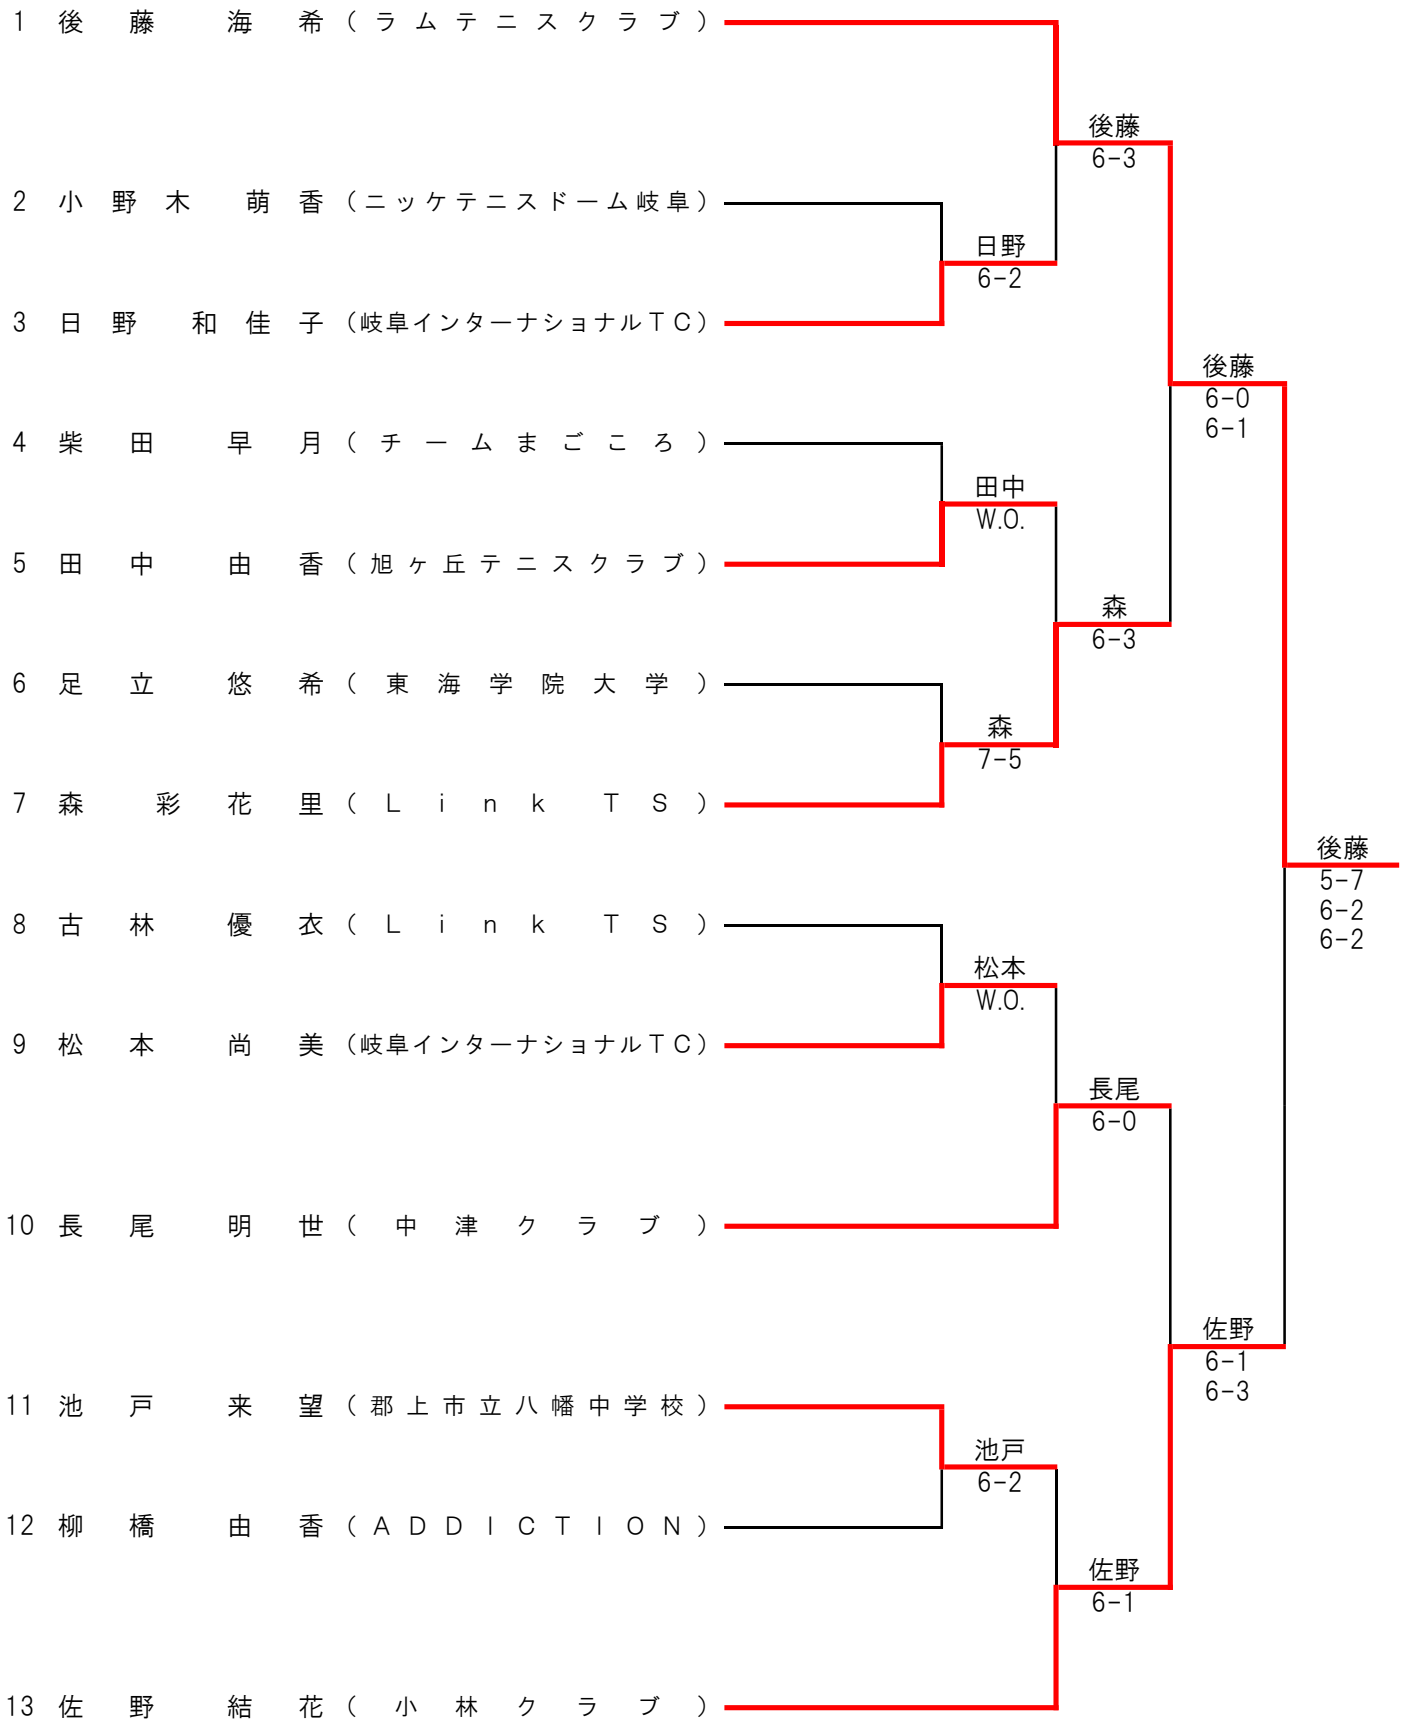 1 後藤 海希 (ラムテニスクラブ)
後藤
6-3
2 小野木 萌香 (ニッケテニスドーム岐阜)
日野
6-2
3 日野 和佳子 (岐阜インターナショナルTC)
後藤
6-0
6-1
4 柴田 早月 (チームまごころ)
田中
W.O.
5 田中 由香 (旭ヶ丘テニスクラブ)
森
6-3
6 足立 悠希 (東海学院大学)
森
7-5
7 森 彩花里 (Link TS)
後藤
5-7
6-2
6-2
8 古林 優衣 (Link TS)
松本
W.O.
9 松本 尚美 (岐阜インターナショナルTC)
長尾
6-0
10 長尾 明世 (中津クラブ)
佐野
6-1
6-3
11 池戸 来望 (郡上市立八幡中学校)
池戸
6-2
12 柳橋 由香 (ADDICTION)
佐野
6-1
13 佐野 結花 (小林クラブ)